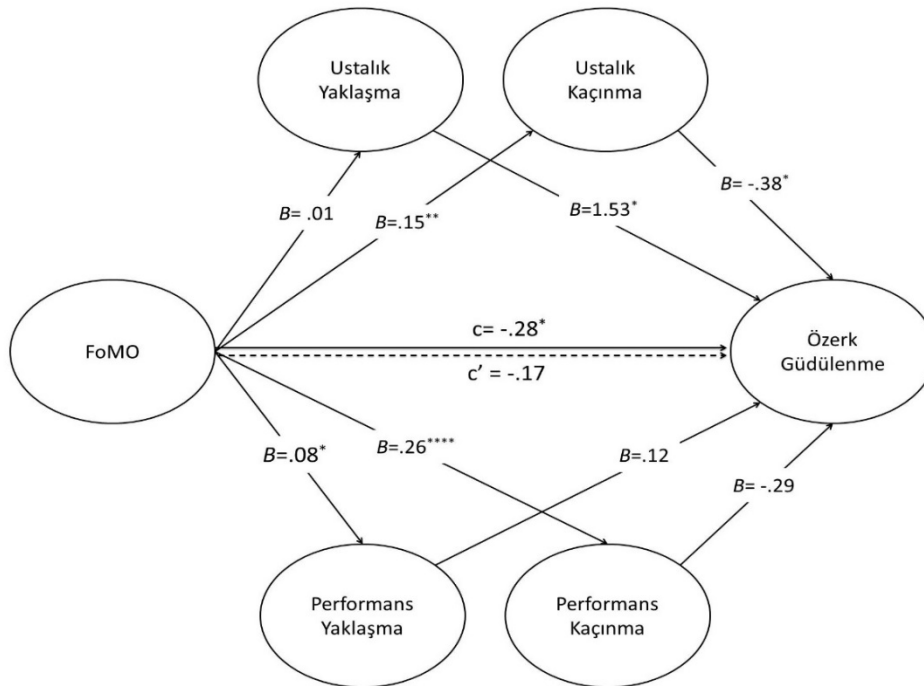 Ustalık
Yaklaşma
Ustalık
Kaçınma
B= .01
B=.15**
B=1.53*
B= -.38*
FoMO
c= -.28*
c’ = -.17
Özerk
Güdülenme
B=.08*
B=.26****
B=.12
B= -.29
Performans
Yaklaşma
Performans
Kaçınma